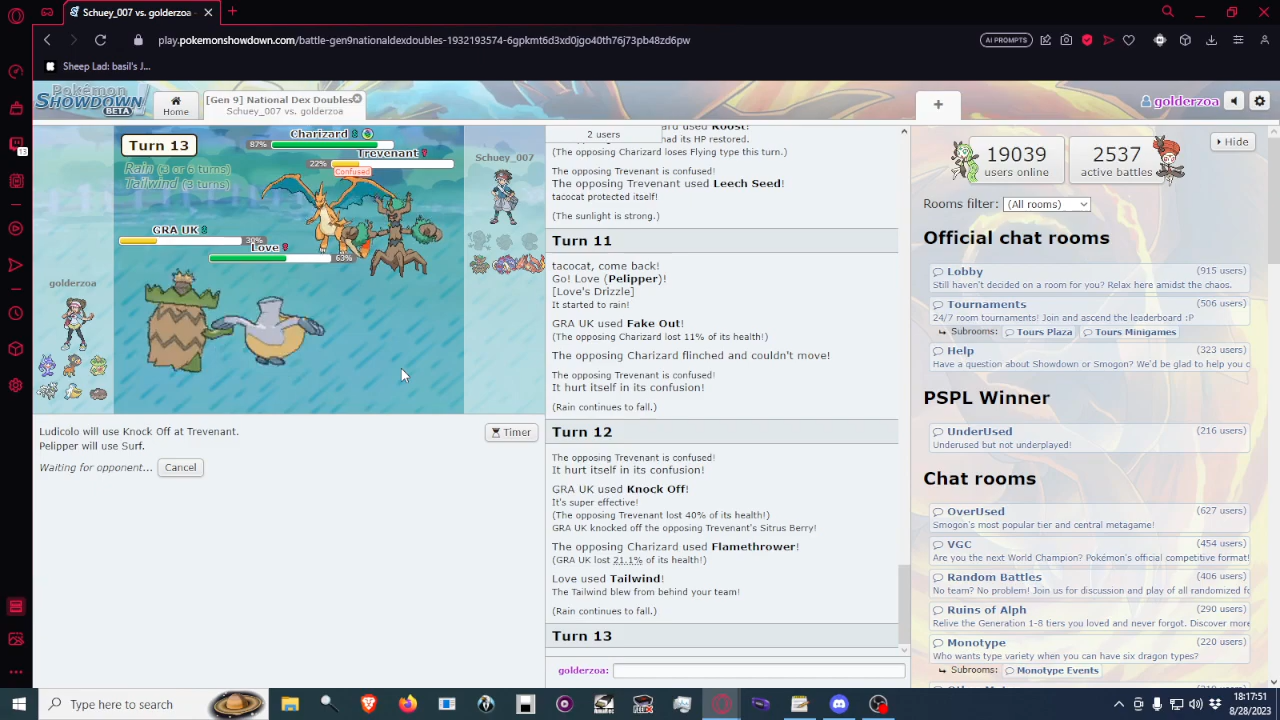 Schuey_007 vs. golderzoa
play.pokemonshowdown.com/battle-gen9nationaldexdoubles-1932193574-6gpkmt6d3xd0jgo40th76j73pb48zd6pw
AI PROMPTS
Sheep Lad: basil's J...
Pokémon
SHOWDOWN
BETA
Home
[Gen 9] National Dex Doubles
Schuey_007 vs. golderzoa
+
golderzoa
Turn 13
Rain (3 or 6 turns)
Tailwind (3 turns)
Charizard
87%
Trevenant
22%
Confused
Schuey_007
GRA UK
30%
Love
63%
golderzoa
Ludicolo will use Knock Off at Trevenant.
Pelipper will use Surf.
Waiting for opponent...
Cancel
Timer
2 users
used Roost!
had its HP restored.
(The opposing Charizard loses Flying type this turn.)
The opposing Trevenant is confused!
The opposing Trevenant used Leech Seed!
tacocat protected itself!
(The sunlight is strong.)
Turn 11
tacocat, come back!
Go! Love (Pelipper)!
[Love's Drizzle]
It started to rain!
GRA UK used Fake Out!
(The opposing Charizard lost 11% of its health!)
The opposing Charizard flinched and couldn't move!
The opposing Trevenant is confused!
It hurt itself in its confusion!
(Rain continues to fall.)
Turn 12
The opposing Trevenant is confused!
It hurt itself in its confusion!
GRA UK used Knock Off!
It's super effective!
(The opposing Trevenant lost 40% of its health!)
GRA UK knocked off the opposing Trevenant's Sitrus Berry!
The opposing Charizard used Flamethrower!
(GRA UK lost 21.1% of its health!)
Love used Tailwind!
The Tailwind blew from behind your team!
(Rain continues to fall.)
Turn 13
golderzoa:
19039
users online
2537
active battles
Hide
Rooms filter: (All rooms)
Official chat rooms
Lobby (915 users)
Still haven't decided on a room for you? Relax here amidst the chaos.
Tournaments (506 users)
24/7 room tournaments! Join and ascend the leaderboard :P
Subrooms: Tours Plaza Tours Minigames
Help (323 users)
Have a question about Showdown or Smogon? We'd be glad to help you
PSPL Winner
UnderUsed (216 users)
Underused but not underplayed!
Chat rooms
OverUsed (627 users)
Smogon's most popular tier and central metagame!
VGC (454 users)
Are you the next World Champion? Pokémon's official competitive format!
Random Battles (406 users)
No team? No problem! Join us for discussion and play of all randomized
Ruins of Alph (290 users)
Relive the Generation 1-8 tiers you loved and never forgot. Discover more
Monotype (220 users)
Who wants type variety when you can have six dragon types?
Subrooms: Monotype Events
13
Type here to search
18:17:51
8/28/2023